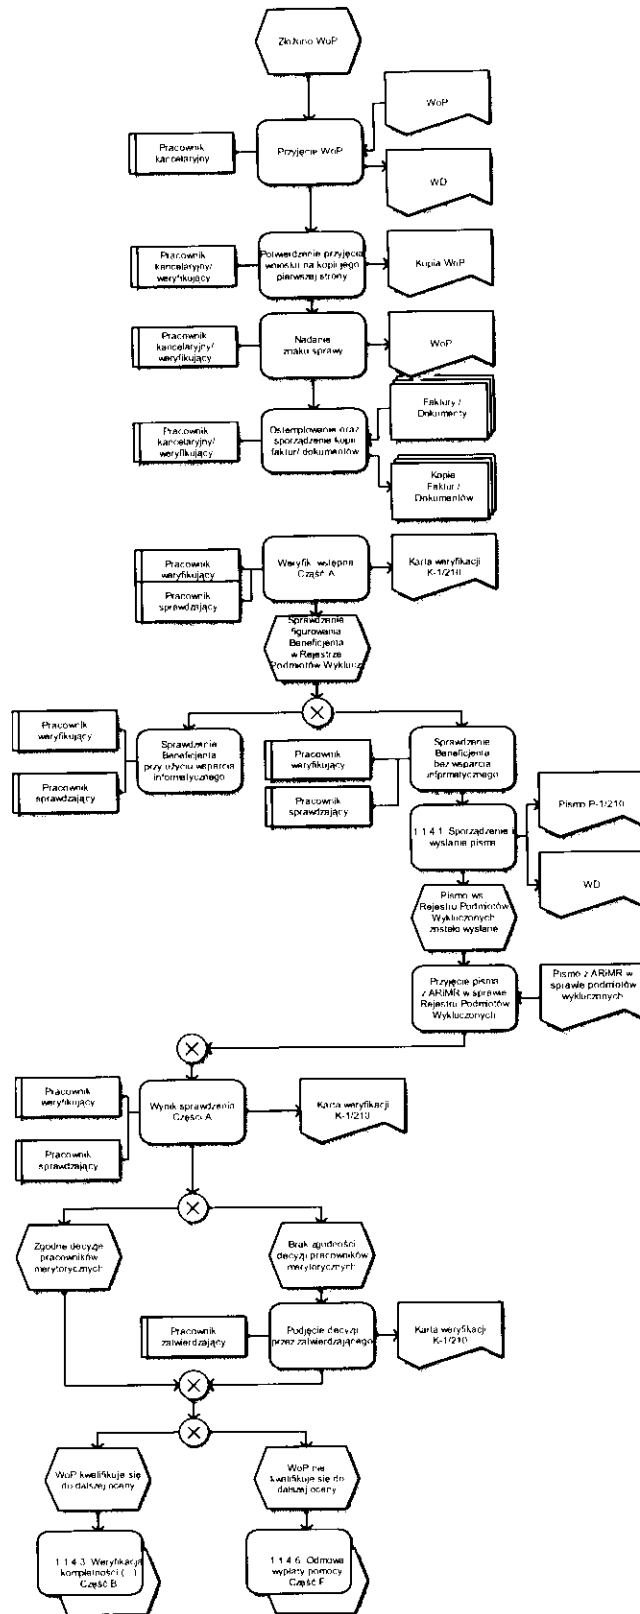 Złożono WoP
WoP
Pracownik
kancelaryjny
Przyjęcie WoP
WD
Pracownik
kancelaryjny/
weryfikujący
Potwierdzenie przyjęcia
wniosku na kopii jego
pierwszej strony
Kopia WoP
Pracownik
kancelaryjny/
weryfikujący
Nadanie
znaku sprawy
WoP
Pracownik
kancelaryjny/
weryfikujący
Ostemplowanie oraz
sporządzenie kopii
faktur/ dokumentów
Faktury /
Dokumenty
Kopie
Faktur /
Dokumentów
Pracownik
weryfikujący
Pracownik
sprawdzający
Weryfik. wstępna
Część A
Karta weryfikacji
K-1/210
Sprawdzenie
figurowania
Beneficjenta
w Rejestrze
Podmiotów Wyklucz
Pracownik
weryfikujący
Pracownik
sprawdzający
Sprawdzenie
Beneficjenta
przy użyciu wsparcia
informatycznego
Pracownik
weryfikujący
Pracownik
sprawdzający
Sprawdzenie
Beneficjenta
bez wsparcia
informatycznego
1.1.4.1. Sporządzenie i
wysłanie pisma
Pismo P-1/210
WD
Pismo ws.
Rejestru Podmiotów
Wykluczonych
zostało wysłane
Przyjęcie pisma
z ARiMR w sprawie
Rejestru Podmiotów
Wykluczonych
Pismo z ARiMR w
sprawie podmiotów
wykluczonych
Pracownik
weryfikujący
Pracownik
sprawdzający
Wynik sprawdzenia
Części A
Karta weryfikacji
K-1/210
Zgodne decyzje
pracowników
merytorycznych
Brak zgodności
decyzji pracowników
merytorycznych
Pracownik
zatwierdzający
Podjęcie decyzji
przez zatwierdzającego
Karta weryfikacji
K-1/210
WoP kwalifikuje się
do dalszej oceny
WoP nie
kwalifikuje się do
dalszej oceny
1.1.4.3. Weryfikacja
kompletności (...)
Część B
1.1.4.6. Odmowa
wypłaty pomocy
Część F